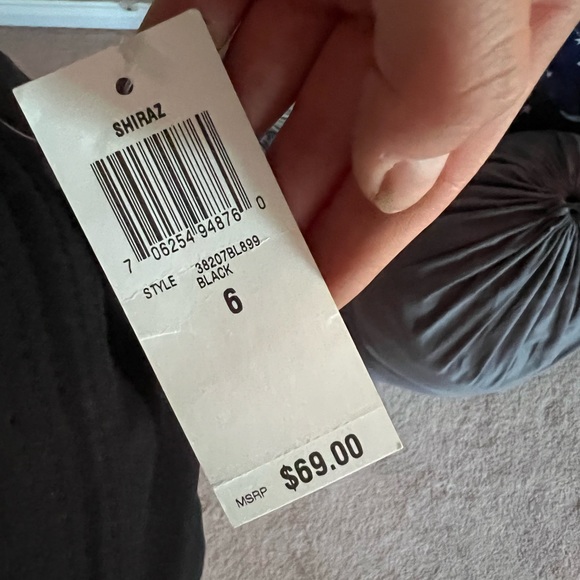 SHIRAZ
7 06254 94876 0
STYLE 38207BL899
BLACK
6
MSRP $69.00